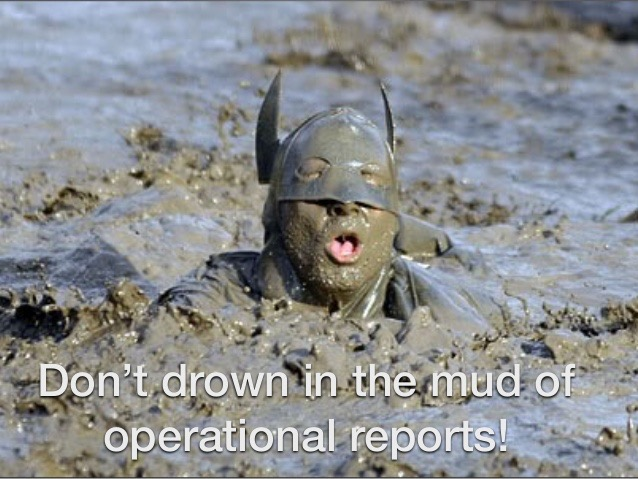 Don’t drown in the mud of
operational reports!